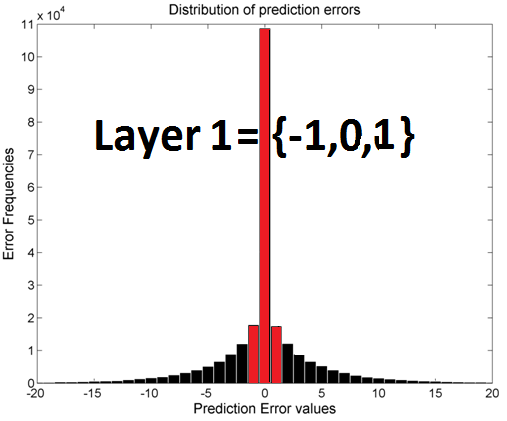 Distribution of prediction errors
x 10^4
11
10
9
8
7
6
5
4
3
2
1
0
Layer 1= {-1,0,1}
Error Frequencies
-20 -15 -10 -5 0 5 10 15 20
Prediction Error values